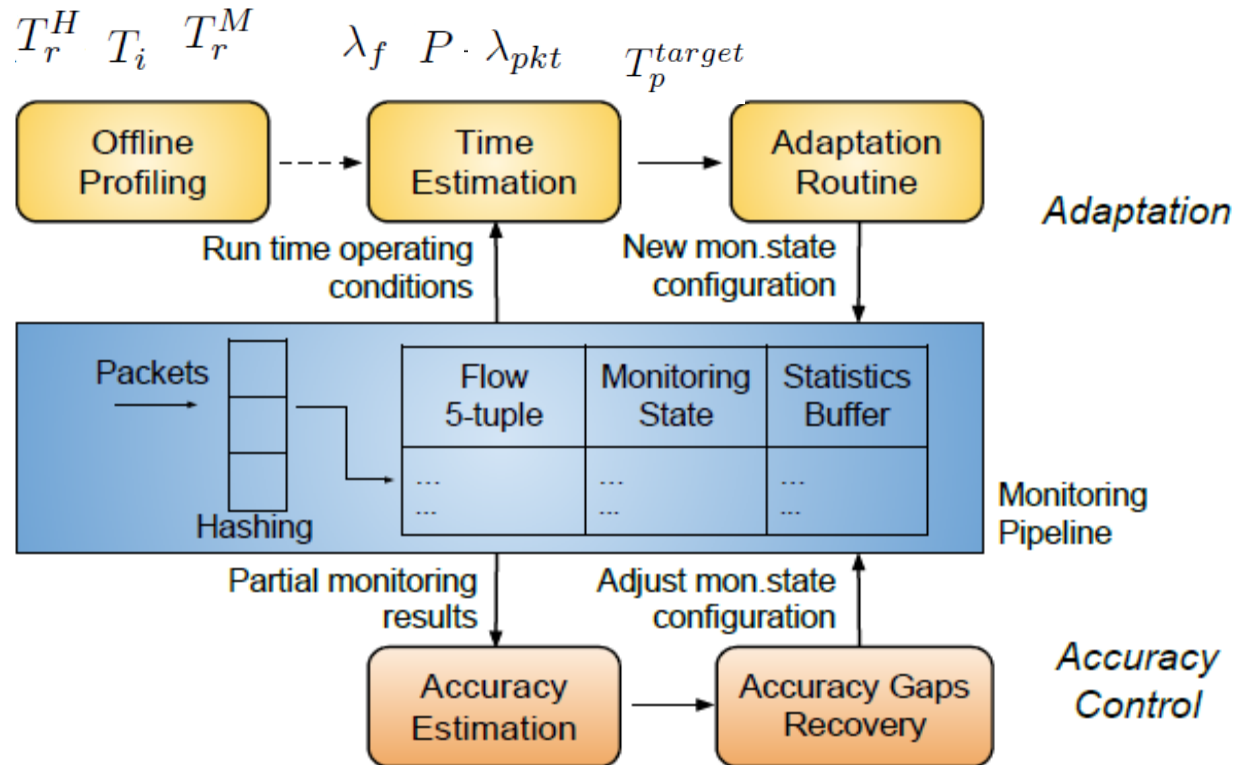 T_r^H T_i T_r^M λ_f P · λ_{pkt} T_p^{target}
Offline
Profiling
Time
Estimation
Adaptation
Routine
Adaptation
Run time operating
conditions
New mon.state
configuration
Packets
Hashing
Flow
5-tuple
Monitoring
State
Statistics
Buffer
...
...
...
...
...
...
Monitoring
Pipeline
Partial monitoring
results
Adjust mon.state
configuration
Accuracy
Estimation
Accuracy Gaps
Recovery
Accuracy
Control